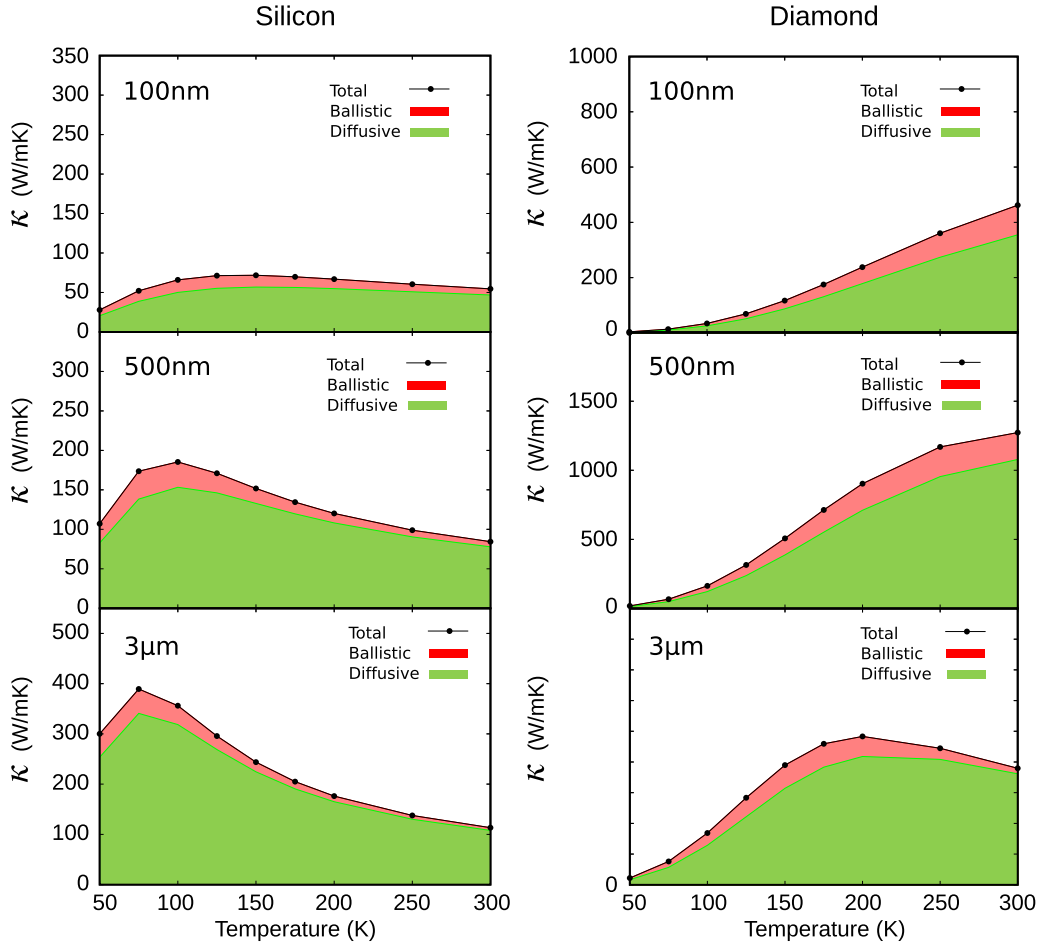 Silicon Diamond
350
300
250
200
150
100
50
0
κ (W/mK)
100nm
Total
Ballistic
Diffusive
1000
800
600
400
200
0
κ (W/mK)
100nm
Total
Ballistic
Diffusive
300
250
200
150
100
50
0
κ (W/mK)
500nm
Total
Ballistic
Diffusive
1500
1000
500
0
κ (W/mK)
500nm
Total
Ballistic
Diffusive
500
400
300
200
100
0
κ (W/mK)
3μm
Total
Ballistic
Diffusive
50 100 150 200 250 300
Temperature (K)
0
κ (W/mK)
3μm
Total
Ballistic
Diffusive
50 100 150 200 250 300
Temperature (K)